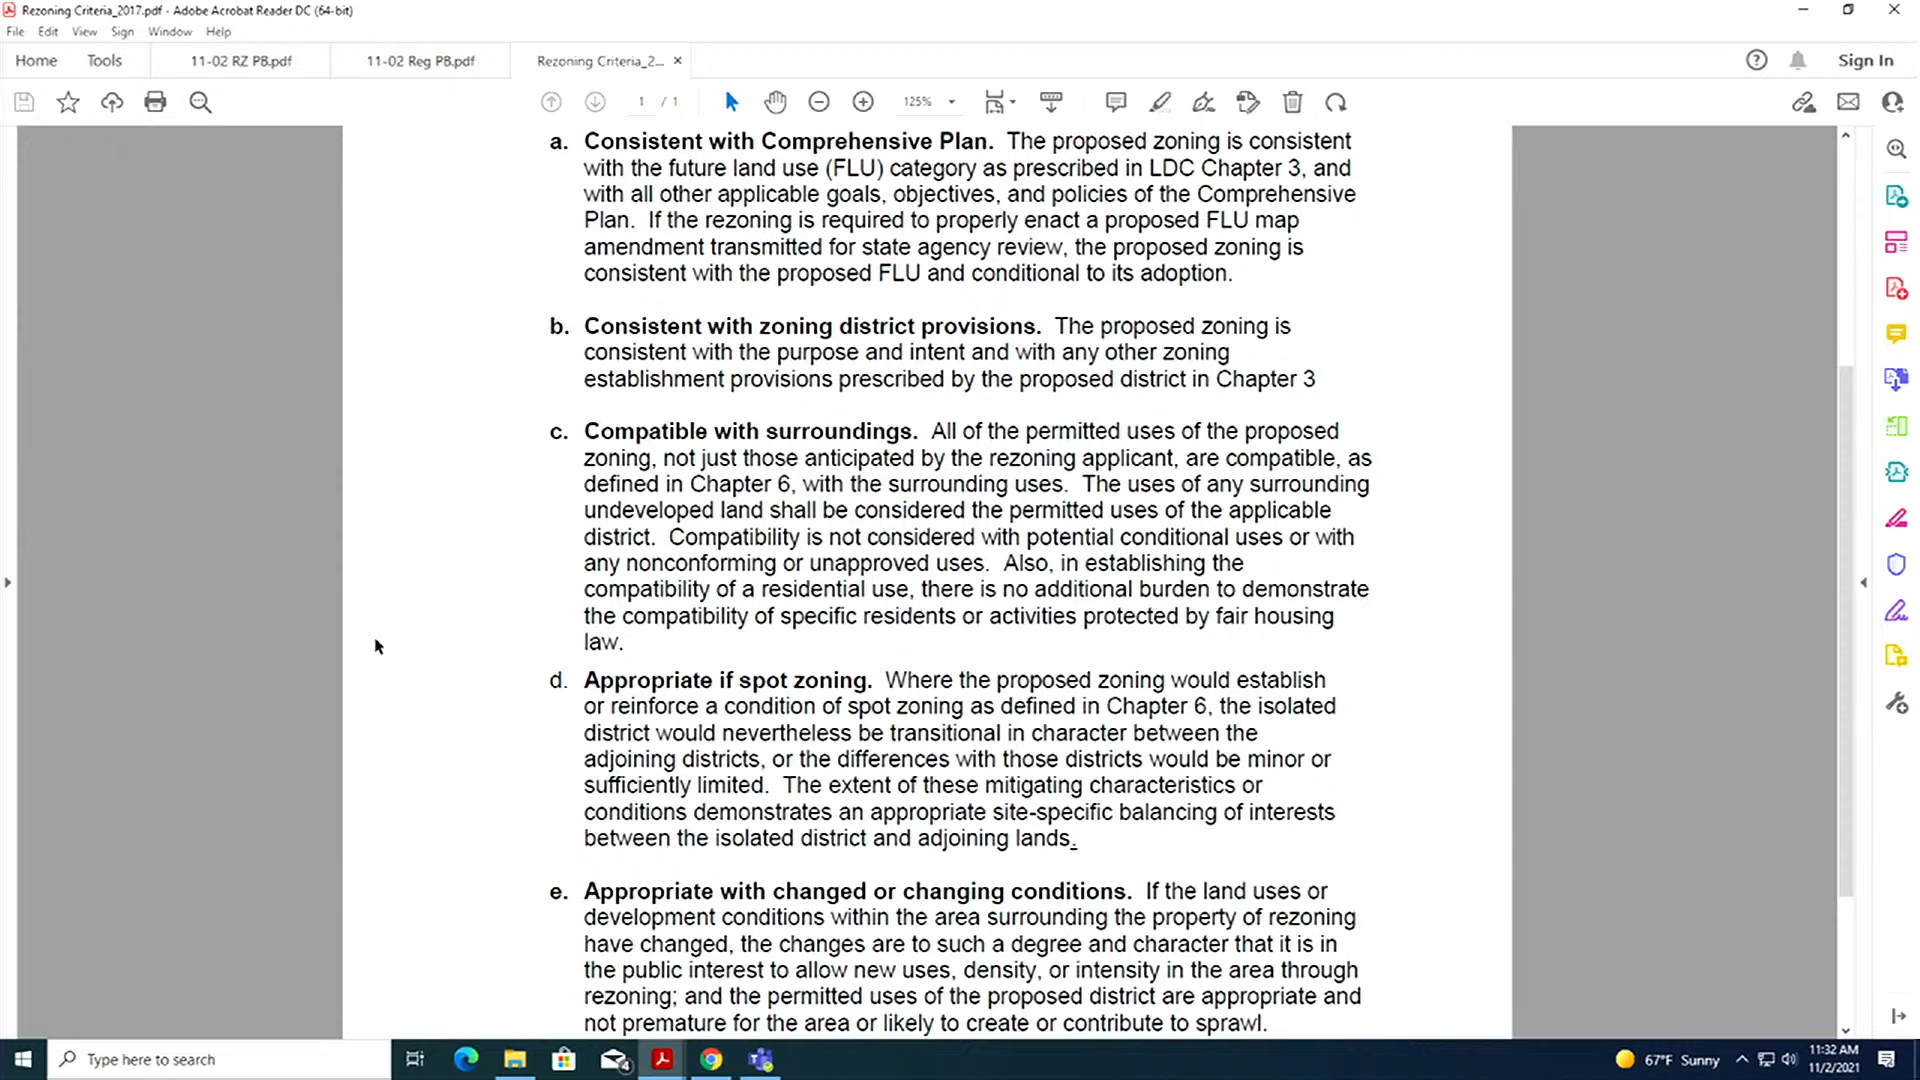 Rezoning Criteria_2017.pdf - Adobe Acrobat Reader DC (64-bit)
File Edit View Sign Window Help
Home Tools 11-02 RZ PB.pdf 11-02 Reg PB.pdf Rezoning Criteria_2... × Sign In
1 / 1 125%
a. Consistent with Comprehensive Plan. The proposed zoning is consistent
with the future land use (FLU) category as prescribed in LDC Chapter 3, and
with all other applicable goals, objectives, and policies of the Comprehensive
Plan. If the rezoning is required to properly enact a proposed FLU map
amendment transmitted for state agency review, the proposed zoning is
consistent with the proposed FLU and conditional to its adoption.
b. Consistent with zoning district provisions. The proposed zoning is
consistent with the purpose and intent and with any other zoning
establishment provisions prescribed by the proposed district in Chapter 3
c. Compatible with surroundings. All of the permitted uses of the proposed
zoning, not just those anticipated by the rezoning applicant, are compatible, as
defined in Chapter 6, with the surrounding uses. The uses of any surrounding
undeveloped land shall be considered the permitted uses of the applicable
district. Compatibility is not considered with potential conditional uses or with
any nonconforming or unapproved uses. Also, in establishing the
compatibility of a residential use, there is no additional burden to demonstrate
the compatibility of specific residents or activities protected by fair housing
law.
d. Appropriate if spot zoning. Where the proposed zoning would establish
or reinforce a condition of spot zoning as defined in Chapter 6, the isolated
district would nevertheless be transitional in character between the
adjoining districts, or the differences with those districts would be minor or
sufficiently limited. The extent of these mitigating characteristics or
conditions demonstrates an appropriate site-specific balancing of interests
between the isolated district and adjoining lands.
e. Appropriate with changed or changing conditions. If the land uses or
development conditions within the area surrounding the property of rezoning
have changed, the changes are to such a degree and character that it is in
the public interest to allow new uses, density, or intensity in the area through
rezoning; and the permitted uses of the proposed district are appropriate and
not premature for the area or likely to create or contribute to sprawl.
Type here to search 4 67°F Sunny 11:32 AM
11/2/2021